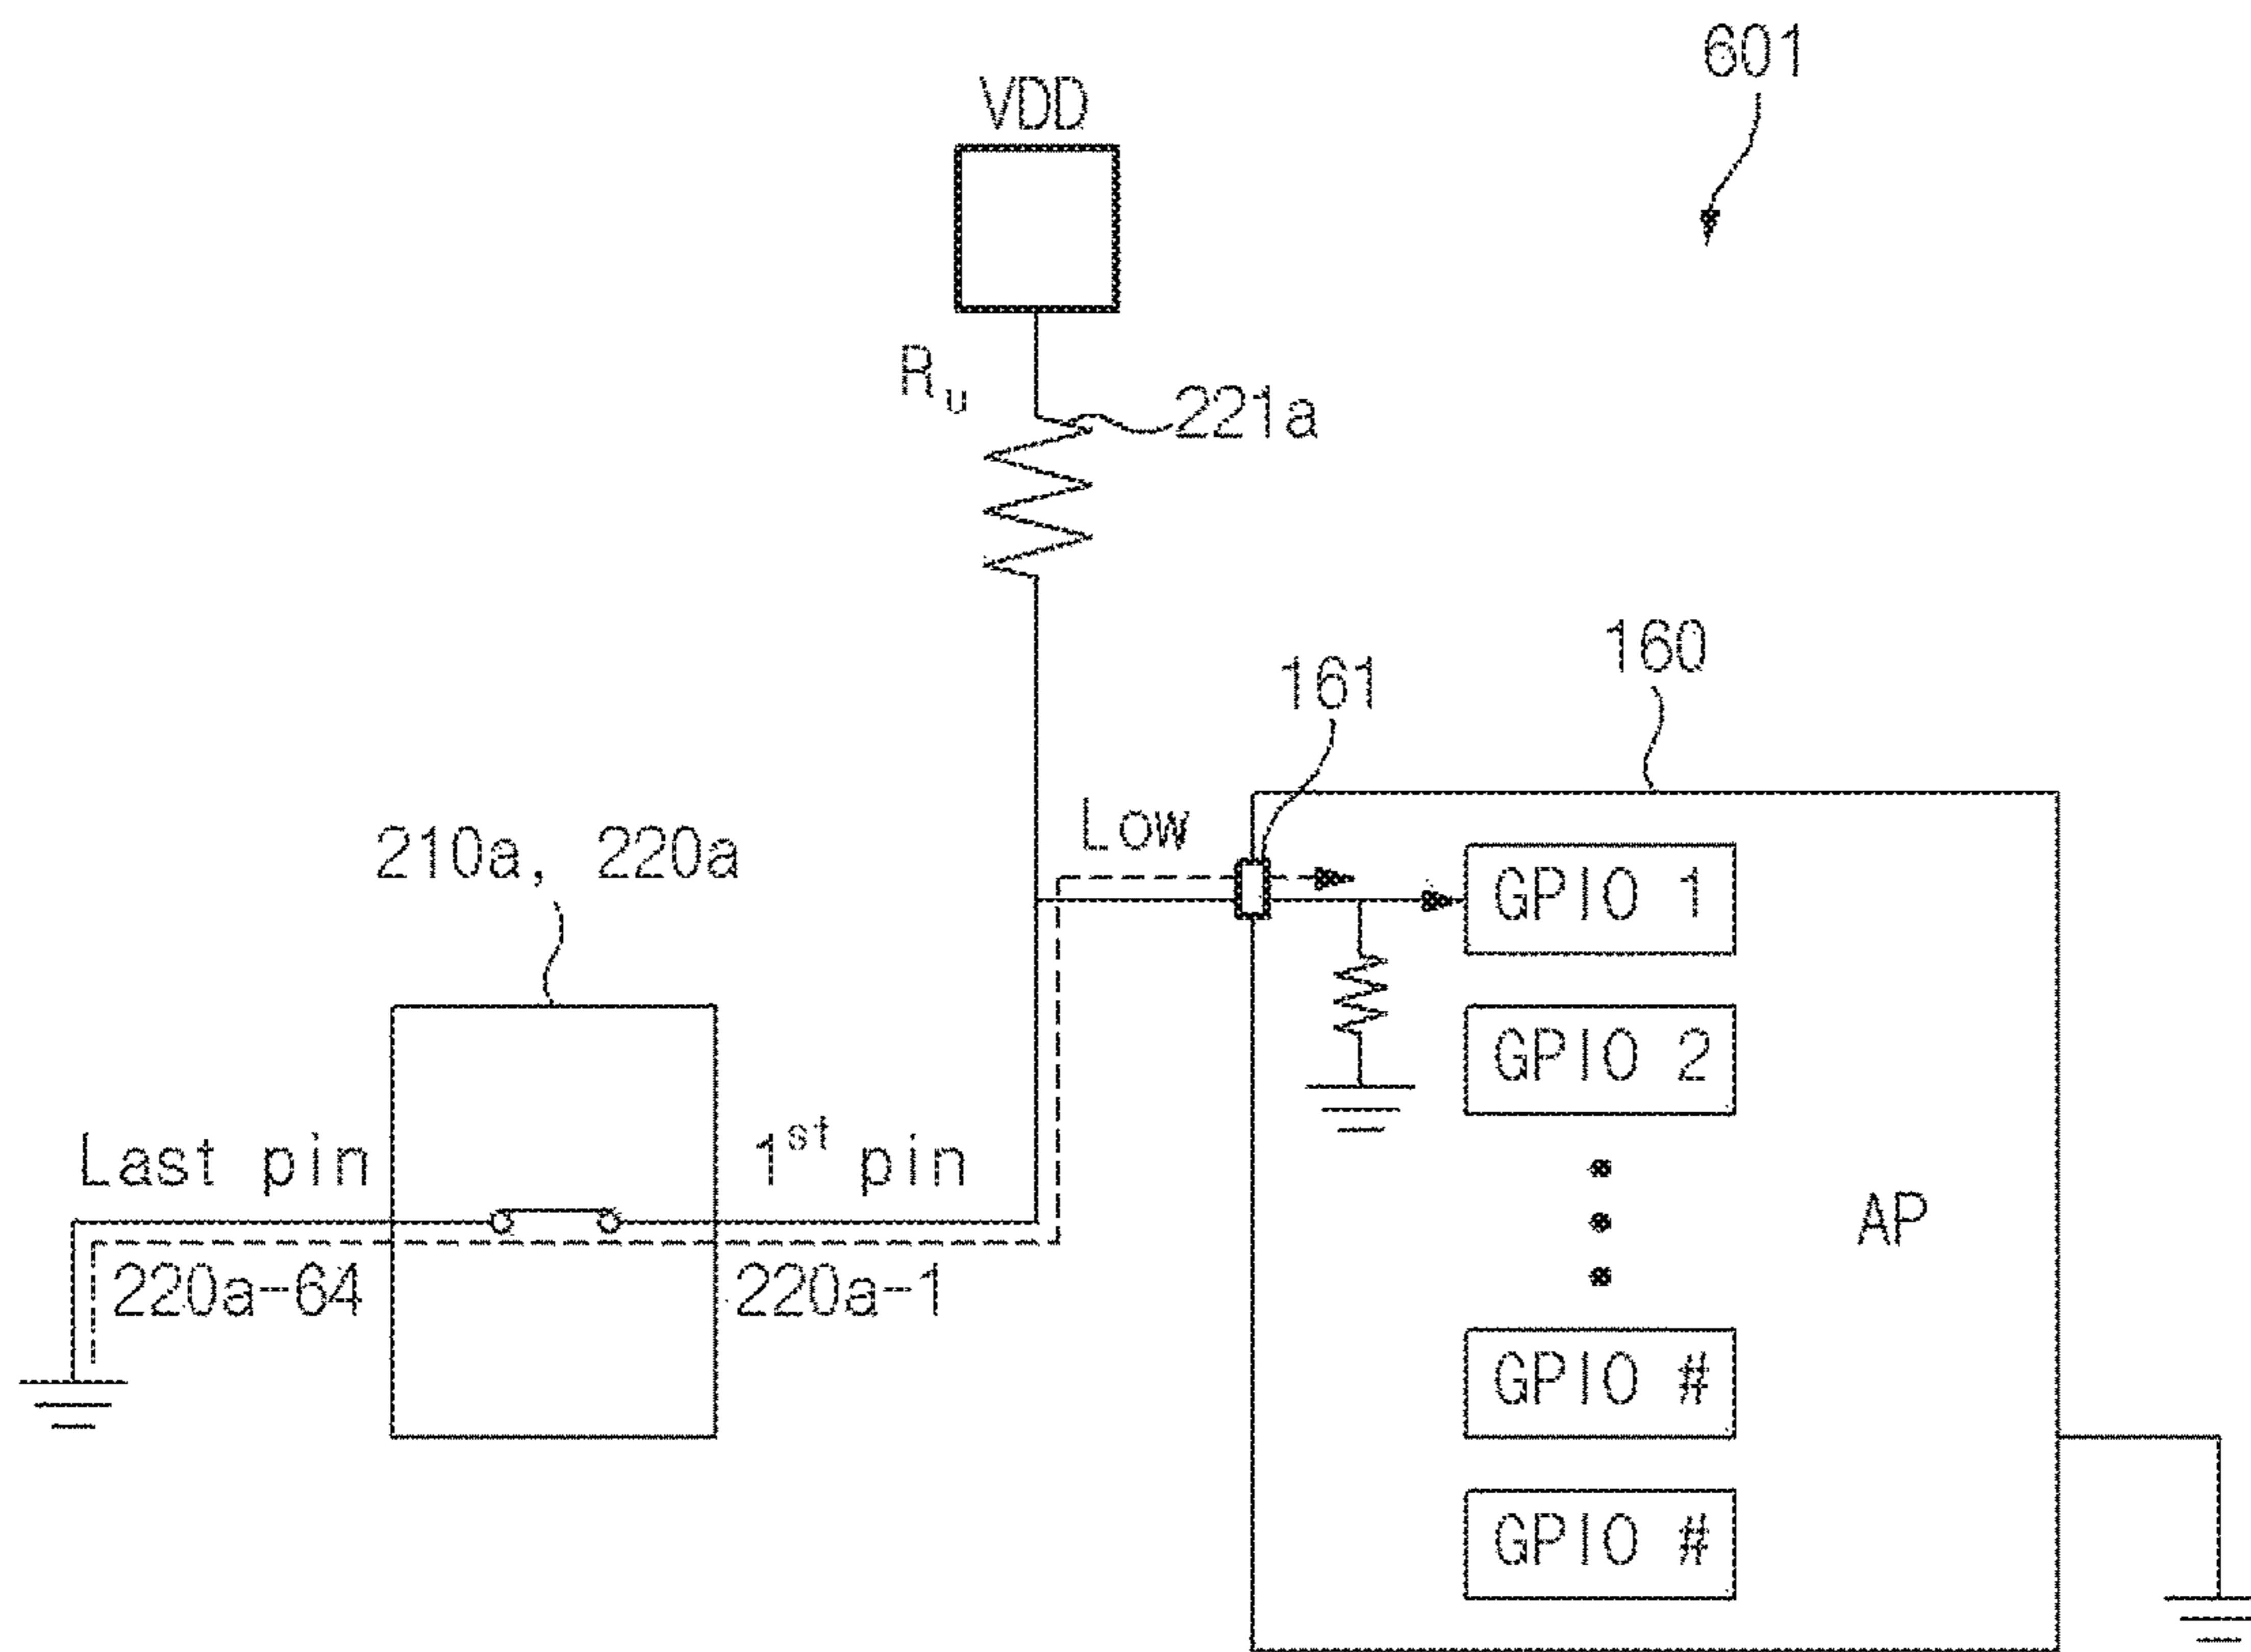 601
VDD
Rᵤ
221a
160
161
Low
210a, 220a
GPIO 1
GPIO 2
1ˢᵗ pin
Last pin
AP
220a-64
220a-1
GPIO #
GPIO #